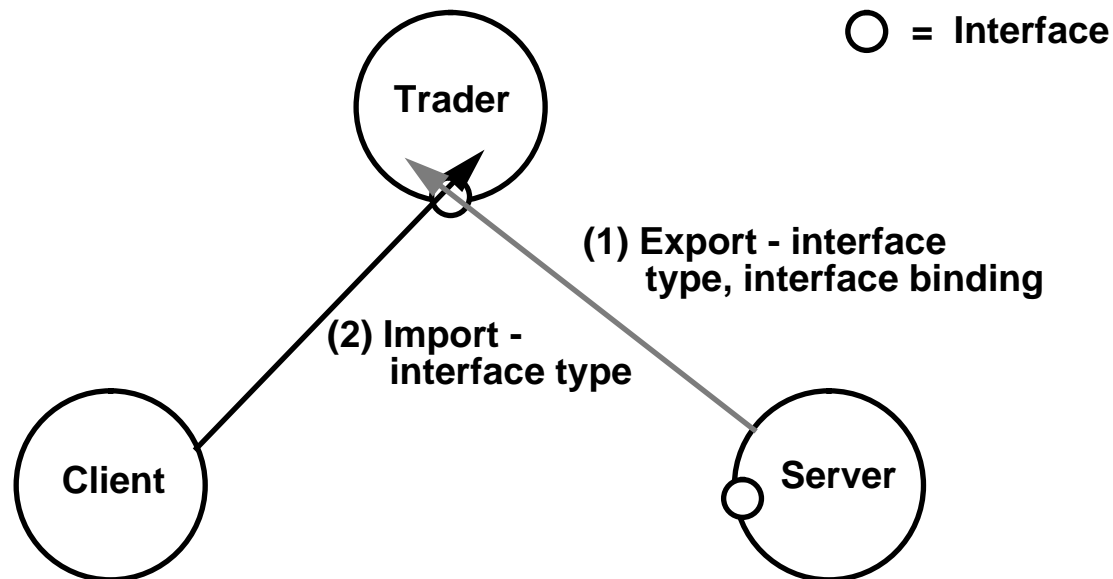 = Interface
Trader
(1) Export - interface
type, interface binding
(2) Import -
interface type
Client
Server